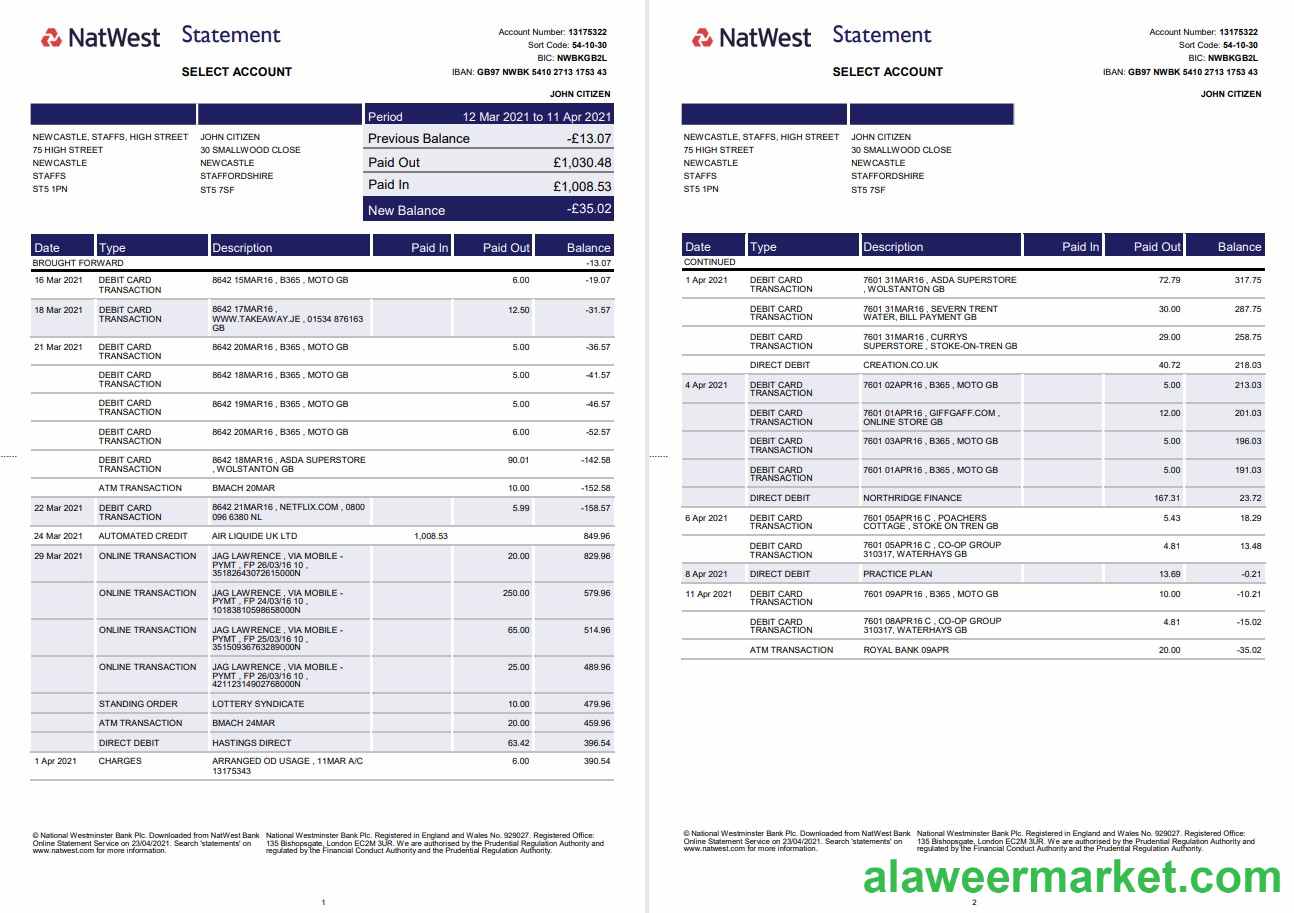 NatWest Statement
Account Number: 13175322
Sort Code: 54-10-30
BIC: NWBKGB2L
SELECT ACCOUNT
IBAN: GB97 NWBK 5410 2713 1753 43
JOHN CITIZEN
Period 12 Mar 2021 to 11 Apr 2021
NEWCASTLE, STAFFS, HIGH STREET
75 HIGH STREET
NEWCASTLE
STAFFS
ST5 1PN
JOHN CITIZEN
30 SMALLWOOD CLOSE
NEWCASTLE
STAFFORDSHIRE
ST5 7SF
Previous Balance -£13.07
Paid Out £1,030.48
Paid In £1,008.53
New Balance -£35.02
Date Type Description Paid In Paid Out Balance
BROUGHT FORWARD -13.07
16 Mar 2021 DEBIT CARD 8642 15MAR16 , B365 , MOTO GB 6.00 -19.07
TRANSACTION
18 Mar 2021 DEBIT CARD 8642 17MAR16 , 12.50 -31.57
TRANSACTION WWW.TAKEAWAY.JE , 01534 876163
GB
21 Mar 2021 DEBIT CARD 8642 20MAR16 , B365 , MOTO GB 5.00 -36.57
TRANSACTION
DEBIT CARD 8642 18MAR16 , B365 , MOTO GB 5.00 -41.57
TRANSACTION
DEBIT CARD 8642 19MAR16 , B365 , MOTO GB 5.00 -46.57
TRANSACTION
DEBIT CARD 8642 20MAR16 , B365 , MOTO GB 6.00 -52.57
TRANSACTION
DEBIT CARD 8642 18MAR16 , ASDA SUPERSTORE 90.01 -142.58
TRANSACTION , WOLSTANTON GB
ATM TRANSACTION BMACH 20MAR 10.00 -152.58
22 Mar 2021 DEBIT CARD 8642 21MAR16 , NETFLIX.COM , 0800 5.99 -158.57
TRANSACTION 096 6380 NL
24 Mar 2021 AUTOMATED CREDIT AIR LIQUIDE UK LTD 1,008.53 849.96
29 Mar 2021 ONLINE TRANSACTION JAG LAWRENCE , VIA MOBILE - 20.00 829.96
PYMT , FP 26/03/16 10 ,
35182643072615000N
ONLINE TRANSACTION JAG LAWRENCE , VIA MOBILE - 250.00 579.96
PYMT , FP 24/03/16 10 ,
10183810598658000N
ONLINE TRANSACTION JAG LAWRENCE , VIA MOBILE - 65.00 514.96
PYMT , FP 25/03/16 10 ,
35150936763289000N
ONLINE TRANSACTION JAG LAWRENCE , VIA MOBILE - 25.00 489.96
PYMT , FP 26/03/16 10 ,
42112314902768000N
STANDING ORDER LOTTERY SYNDICATE 10.00 479.96
ATM TRANSACTION BMACH 24MAR 20.00 459.96
DIRECT DEBIT HASTINGS DIRECT 63.42 396.54
1 Apr 2021 CHARGES ARRANGED OD USAGE , 11MAR A/C 6.00 390.54
13175343
© National Westminster Bank Plc. Downloaded from NatWest Bank
Online Statement Service on 23/04/2021. Search 'statements' on
www.natwest.com for more information.
National Westminster Bank Plc. Registered in England and Wales No. 929027. Registered Office:
135 Bishopsgate, London EC2M 3UR. We are authorised by the Prudential Regulation Authority and
regulated by the Financial Conduct Authority and the Prudential Regulation Authority.
1
NatWest Statement
Account Number: 13175322
Sort Code: 54-10-30
BIC: NWBKGB2L
SELECT ACCOUNT
IBAN: GB97 NWBK 5410 2713 1753 43
JOHN CITIZEN
NEWCASTLE, STAFFS, HIGH STREET
75 HIGH STREET
NEWCASTLE
STAFFS
ST5 1PN
JOHN CITIZEN
30 SMALLWOOD CLOSE
NEWCASTLE
STAFFORDSHIRE
ST5 7SF
Date Type Description Paid In Paid Out Balance
CONTINUED
1 Apr 2021 DEBIT CARD 7601 31MAR16 , ASDA SUPERSTORE 72.79 317.75
TRANSACTION , WOLSTANTON GB
DEBIT CARD 7601 31MAR16 , SEVERN TRENT 30.00 287.75
TRANSACTION WATER, BILL PAYMENT GB
DEBIT CARD 7601 31MAR16 , CURRYS 29.00 258.75
TRANSACTION SUPERSTORE , STOKE-ON-TREN GB
DIRECT DEBIT CREATION.CO.UK 40.72 218.03
4 Apr 2021 DEBIT CARD 7601 02APR16 , B365 , MOTO GB 5.00 213.03
TRANSACTION
DEBIT CARD 7601 01APR16 , GIFFGAFF.COM , 12.00 201.03
TRANSACTION ONLINE STORE GB
DEBIT CARD 7601 03APR16 , B365 , MOTO GB 5.00 196.03
TRANSACTION
DEBIT CARD 7601 01APR16 , B365 , MOTO GB 5.00 191.03
TRANSACTION
DIRECT DEBIT NORTHRIDGE FINANCE 167.31 23.72
6 Apr 2021 DEBIT CARD 7601 05APR16 C , POACHERS 5.43 18.29
TRANSACTION COTTAGE , STOKE ON TREN GB
DEBIT CARD 7601 05APR16 C , CO-OP GROUP 4.81 13.48
TRANSACTION 310317, WATERHAYS GB
8 Apr 2021 DIRECT DEBIT PRACTICE PLAN 13.69 -0.21
11 Apr 2021 DEBIT CARD 7601 09APR16 , B365 , MOTO GB 10.00 -10.21
TRANSACTION
DEBIT CARD 7601 08APR16 C , CO-OP GROUP 4.81 -15.02
TRANSACTION 310317, WATERHAYS GB
ATM TRANSACTION ROYAL BANK 09APR 20.00 -35.02
© National Westminster Bank Plc. Downloaded from NatWest Bank
Online Statement Service on 23/04/2021. Search 'statements' on
www.natwest.com for more information.
National Westminster Bank Plc. Registered in England and Wales No. 929027. Registered Office:
135 Bishopsgate, London EC2M 3UR. We are authorised by the Prudential Regulation Authority and
regulated by the Financial Conduct Authority and the Prudential Regulation Authority.
alaweermarket.com
2